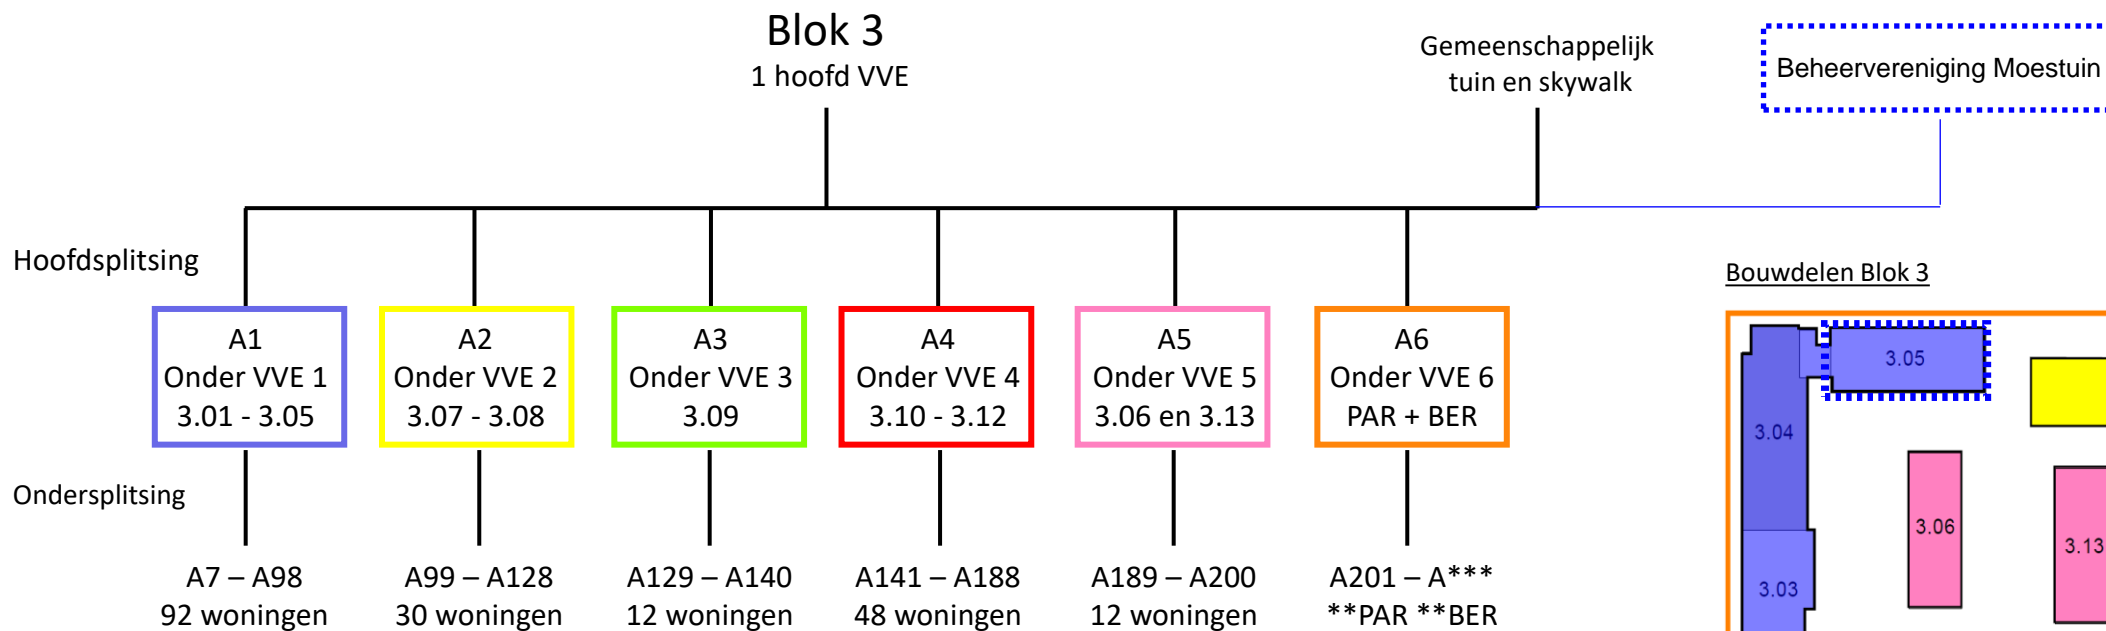 Blok 3
1 hoofd VVE
Gemeenschappelijk
tuin en skywalk
Beheervereniging Moestuin
Hoofdsplitsing
A1
Onder VVE 1
3.01 - 3.05
A2
Onder VVE 2
3.07 - 3.08
A3
Onder VVE 3
3.09
A4
Onder VVE 4
3.10 - 3.12
A5
Onder VVE 5
3.06 en 3.13
A6
Onder VVE 6
PAR + BER
Ondersplitsing
A7 – A98
92 woningen
A99 – A128
30 woningen
A129 – A140
12 woningen
A141 – A188
48 woningen
A189 – A200
12 woningen
A201 – A***
**PAR **BER
Bouwdelen Blok 3
3.05
3.04
3.06
3.13
3.03